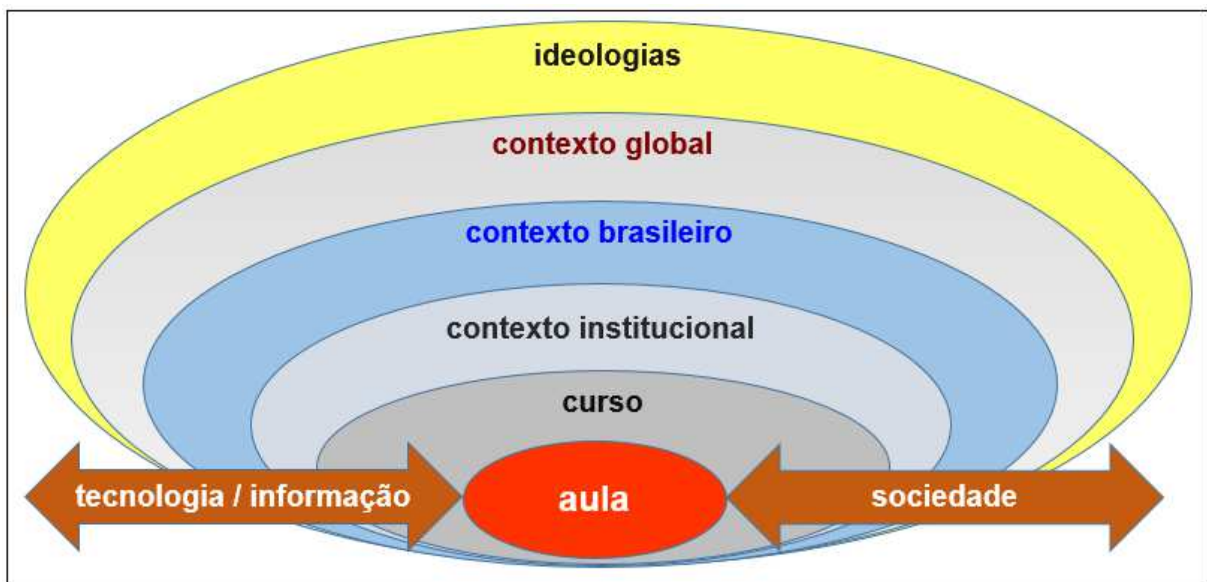 ideologias
contexto global
contexto brasileiro
contexto institucional
curso
tecnologia / informação
aula
sociedade